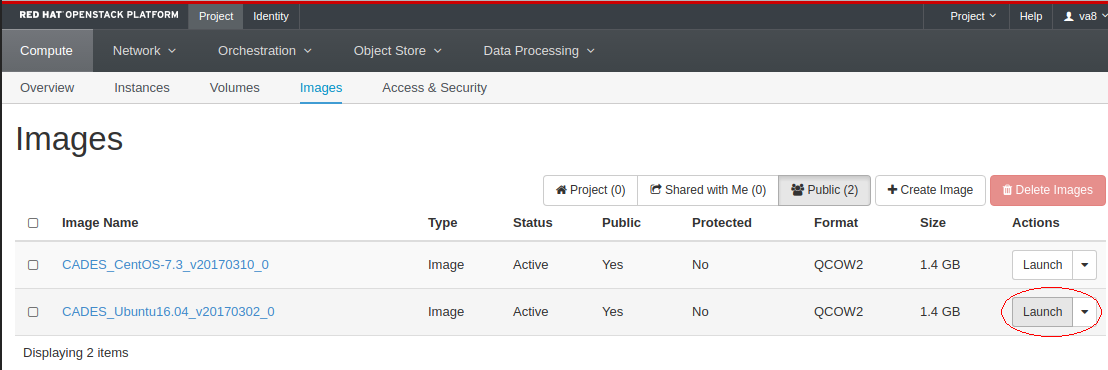 RED HAT OPENSTACK PLATFORM Project Identity Project Help va8
Compute Network Orchestration Object Store Data Processing
Overview Instances Volumes Images Access & Security
Images
Project (0) Shared with Me (0) Public (2) Create Image Delete Images
Image Name Type Status Public Protected Format Size Actions
CADES_CentOS-7.3_v20170310_0 Image Active Yes No QCOW2 1.4 GB Launch
CADES_Ubuntu16.04_v20170302_0 Image Active Yes No QCOW2 1.4 GB Launch
Displaying 2 items